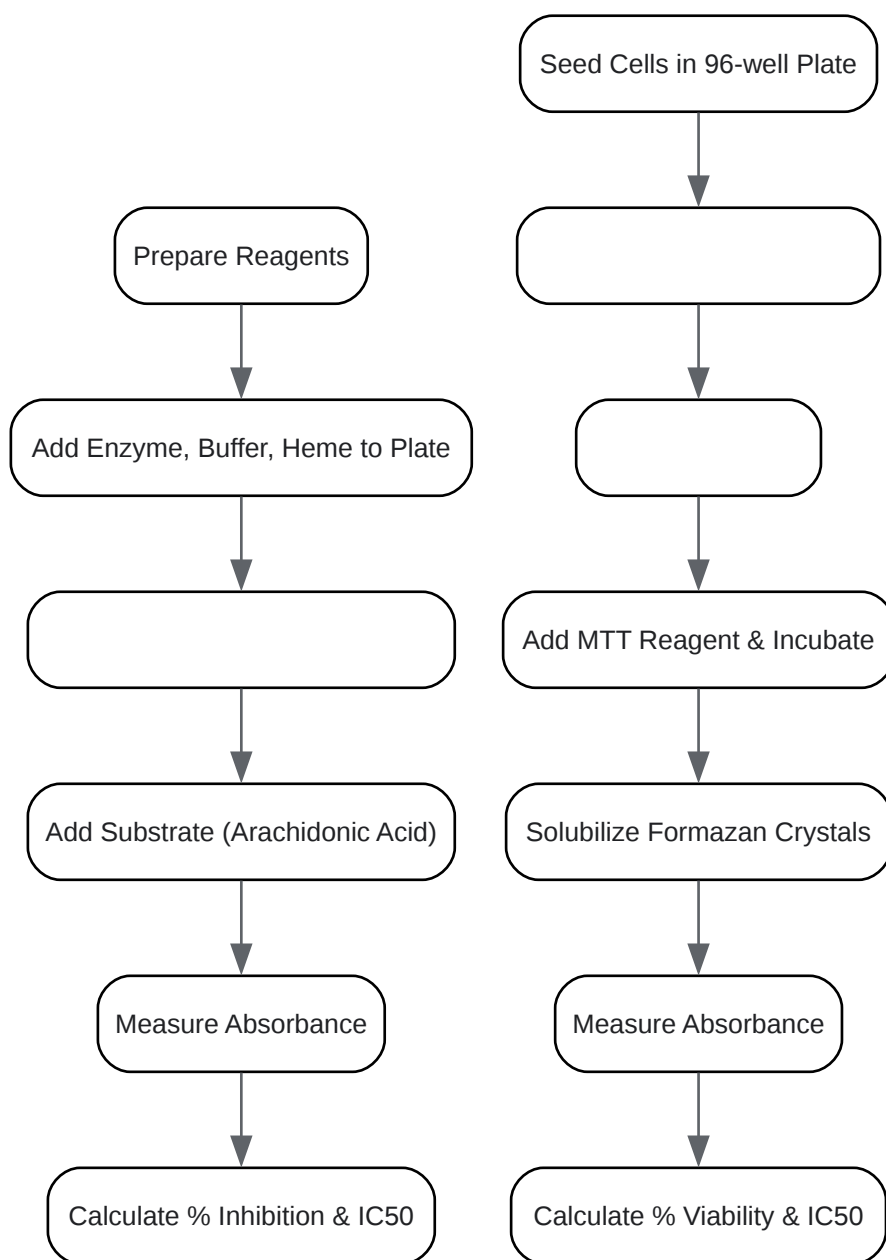 Prepare Reagents
Add Enzyme, Buffer, Heme to Plate
Add Substrate (Arachidonic Acid)
Measure Absorbance
Calculate % Inhibition & IC50
Seed Cells in 96-well Plate
Add MTT Reagent & Incubate
Solubilize Formazan Crystals
Measure Absorbance
Calculate % Viability & IC50